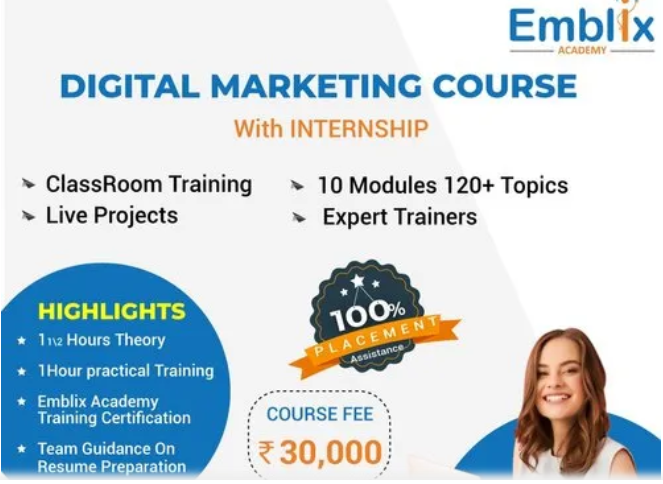 Emblix
ACADEMY
DIGITAL MARKETING COURSE
With INTERNSHIP
ClassRoom Training
10 Modules 120+ Topics
Live Projects
Expert Trainers
HIGHLIGHTS
1 1\2 Hours Theory
1Hour practical Training
Emblix Academy
Training Certification
Team Guidance On
Resume Preparation
100%
PLACEMENT
Assistance
COURSE FEE
₹ 30,000